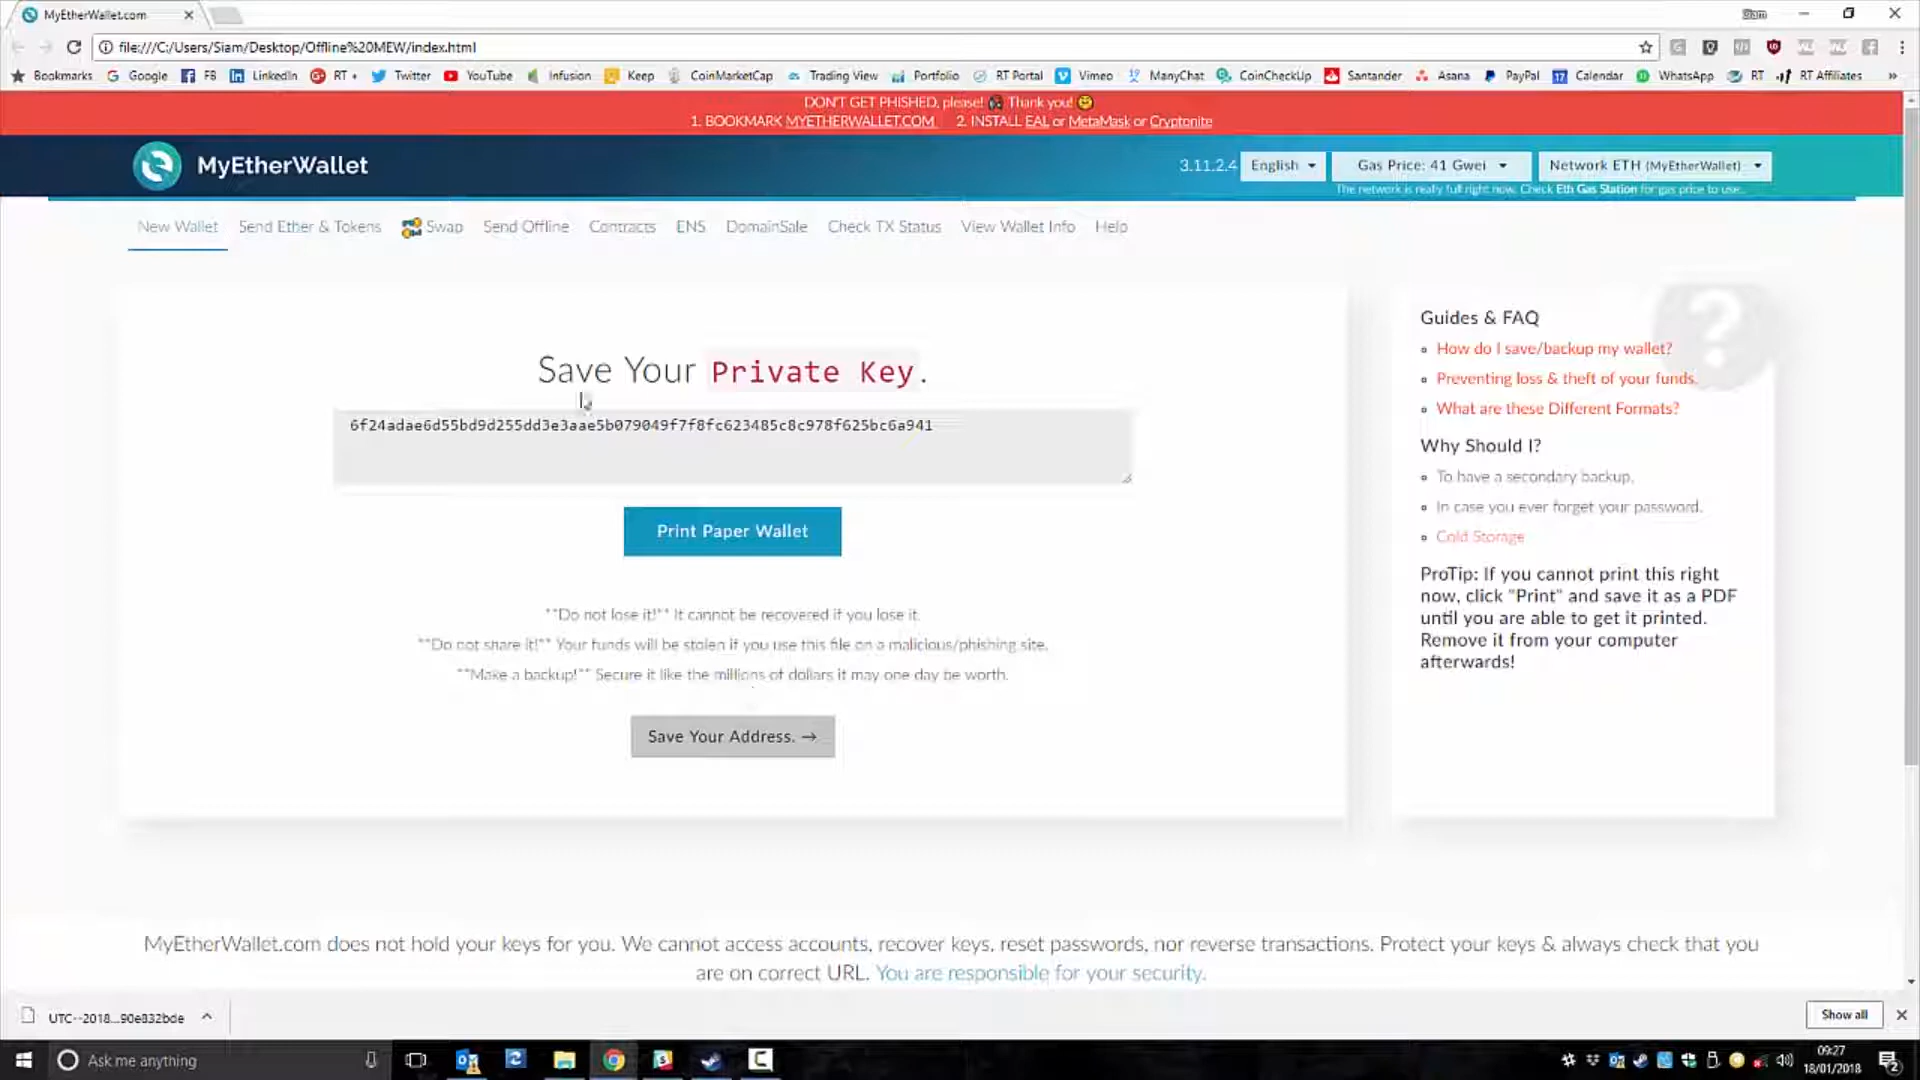 MyEtherWallet.com
Siam
file:///C:/Users/Siam/Desktop/Offline%20MEW/index.html
Bookmarks Google FB LinkedIn RT + Twitter YouTube Infusion Keep CoinMarketCap Trading View Portfolio RT Portal Vimeo ManyChat CoinCheckUp Santander Asana PayPal Calendar WhatsApp RT RT Affiliates »
DON'T GET PHISHED, please! Thank you!
1. BOOKMARK MYETHERWALLET.COM 2. INSTALL EAL or MetaMask or Cryptonite
MyEtherWallet
3.11.2.4 English Gas Price: 41 Gwei Network ETH (MyEtherWallet)
The network is really full right now. Check Eth Gas Station for gas price to use.
New Wallet Send Ether & Tokens Swap Send Offline Contracts ENS DomainSale Check TX Status View Wallet Info Help
Save Your Private Key.
6f24adae6d55bd9d255dd3e3aae5b079049f7f8fc623485c8c978f625bc6a941
Print Paper Wallet
**Do not lose it!** It cannot be recovered if you lose it.
**Do not share it!** Your funds will be stolen if you use this file on a malicious/phishing site.
**Make a backup!** Secure it like the millions of dollars it may one day be worth.
Save Your Address. →
Guides & FAQ
How do I save/backup my wallet?
Preventing loss & theft of your funds.
What are these Different Formats?
Why Should I?
To have a secondary backup.
In case you ever forget your password.
Cold Storage
ProTip: If you cannot print this right
now, click "Print" and save it as a PDF
until you are able to get it printed.
Remove it from your computer
afterwards!
MyEtherWallet.com does not hold your keys for you. We cannot access accounts, recover keys, reset passwords, nor reverse transactions. Protect your keys & always check that you
are on correct URL. You are responsible for your security.
UTC--2018...90e832bde
Show all
Ask me anything
09:27
18/01/2018
2